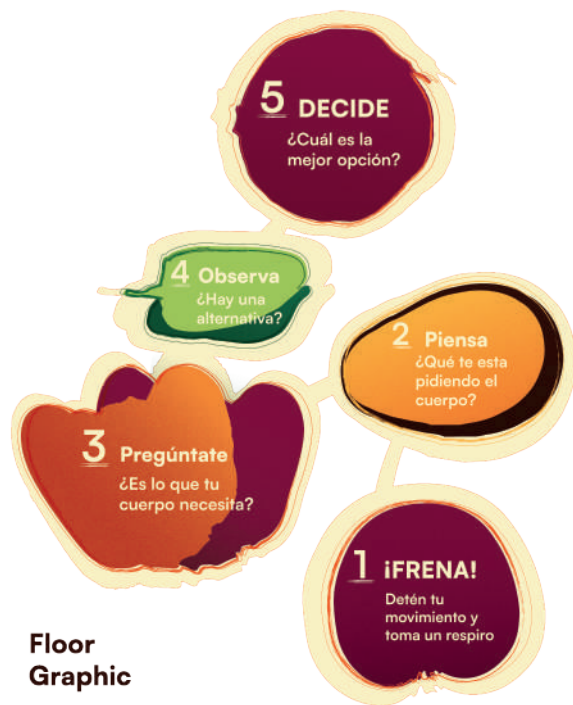 5 DECIDE
¿Cuál es la
mejor opción?
4 Observa
¿Hay una
alternativa?
2 Piensa
¿Qué te esta
pidiendo el
cuerpo?
3 Pregúntate
¿Es lo que tu
cuerpo necesita?
1 ¡FRENA!
Detén tu
movimiento y
toma un respiro
Floor
Graphic